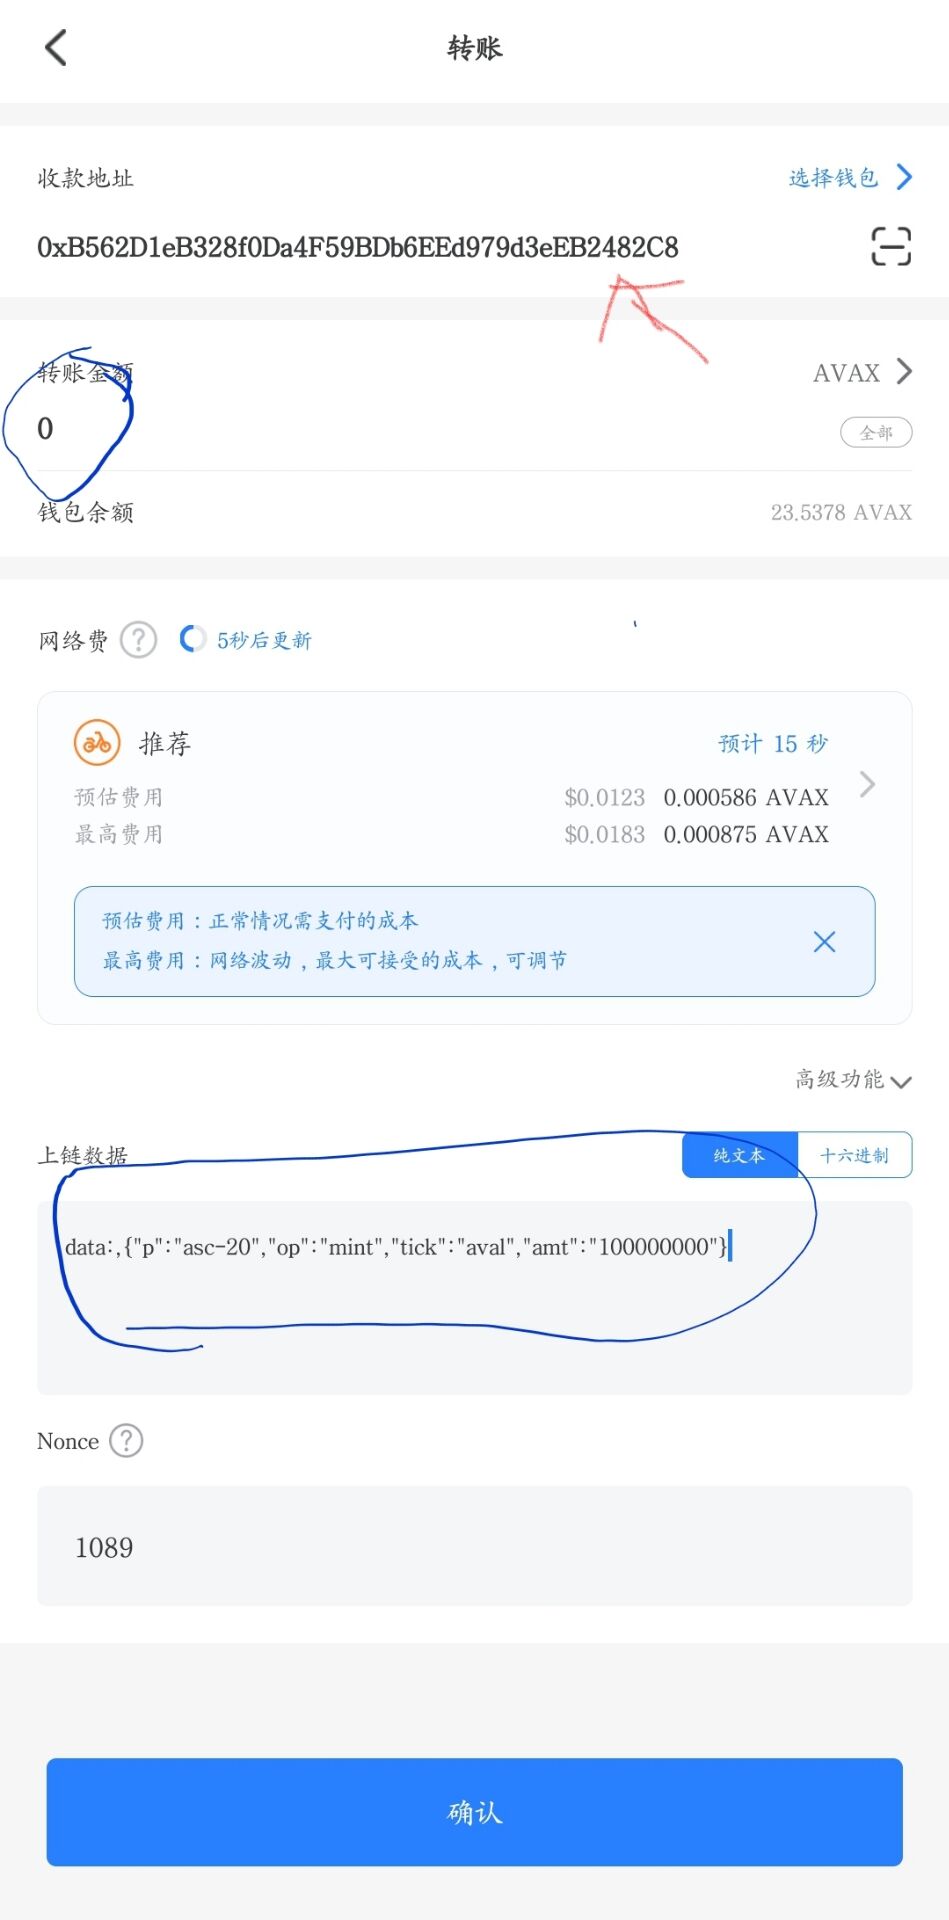 转账
收款地址 选择钱包
0xB562D1eB328f0Da4F59BDb6EEd979d3eEB2482C8
转账金额 AVAX
0 全部
钱包余额 23.5378 AVAX
网络费 ? 5秒后更新
推荐 预计 15 秒
预估费用 $0.0123 0.000586 AVAX
最高费用 $0.0183 0.000875 AVAX
预估费用：正常情况需支付的成本
最高费用：网络波动，最大可接受的成本，可调节
高级功能
上链数据 纯文本 十六进制
data:,{"p":"asc-20","op":"mint","tick":"aval","amt":"100000000"}
Nonce ?
1089
确认